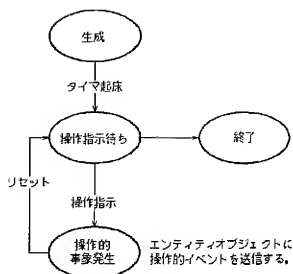 生成
タイマ起床
操作指示待ち
終了
リセット
操作指示
操作的
事象発生
エンティティオブジェクトに
操作的イベントを送信する。